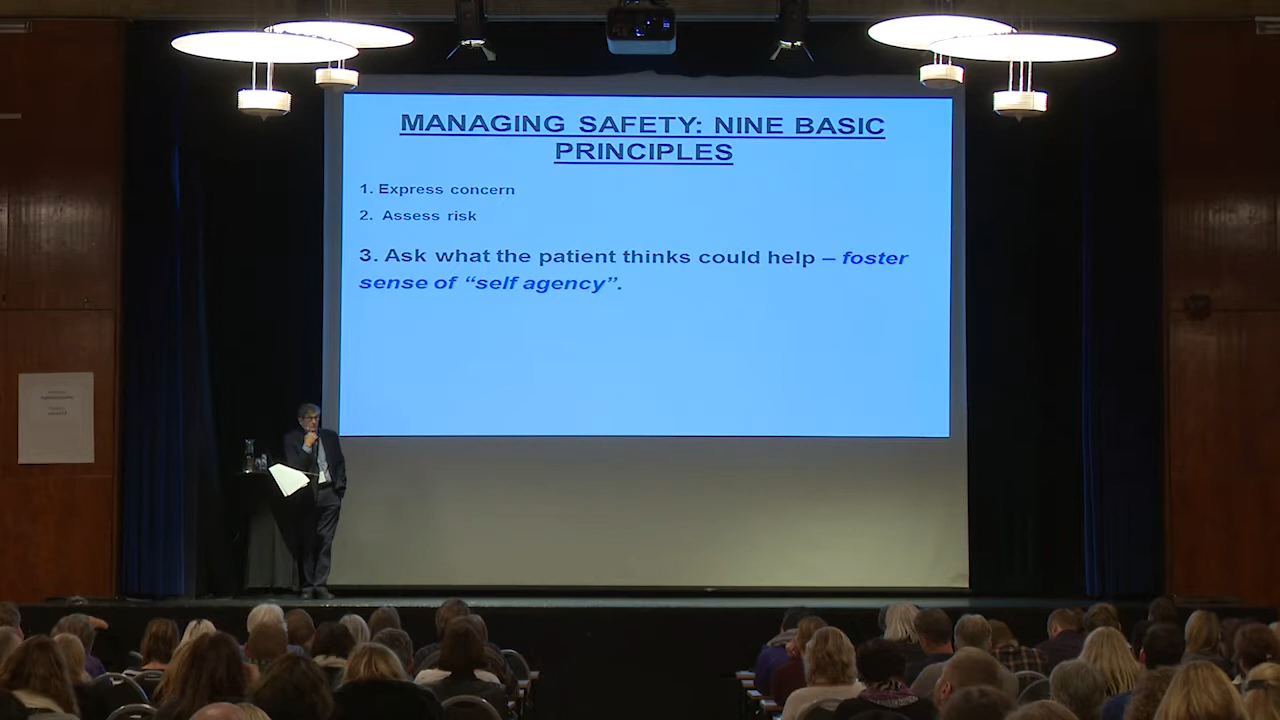 MANAGING SAFETY: NINE BASIC
PRINCIPLES
1. Express concern
2. Assess risk
3. Ask what the patient thinks could help – foster
sense of “self agency”.